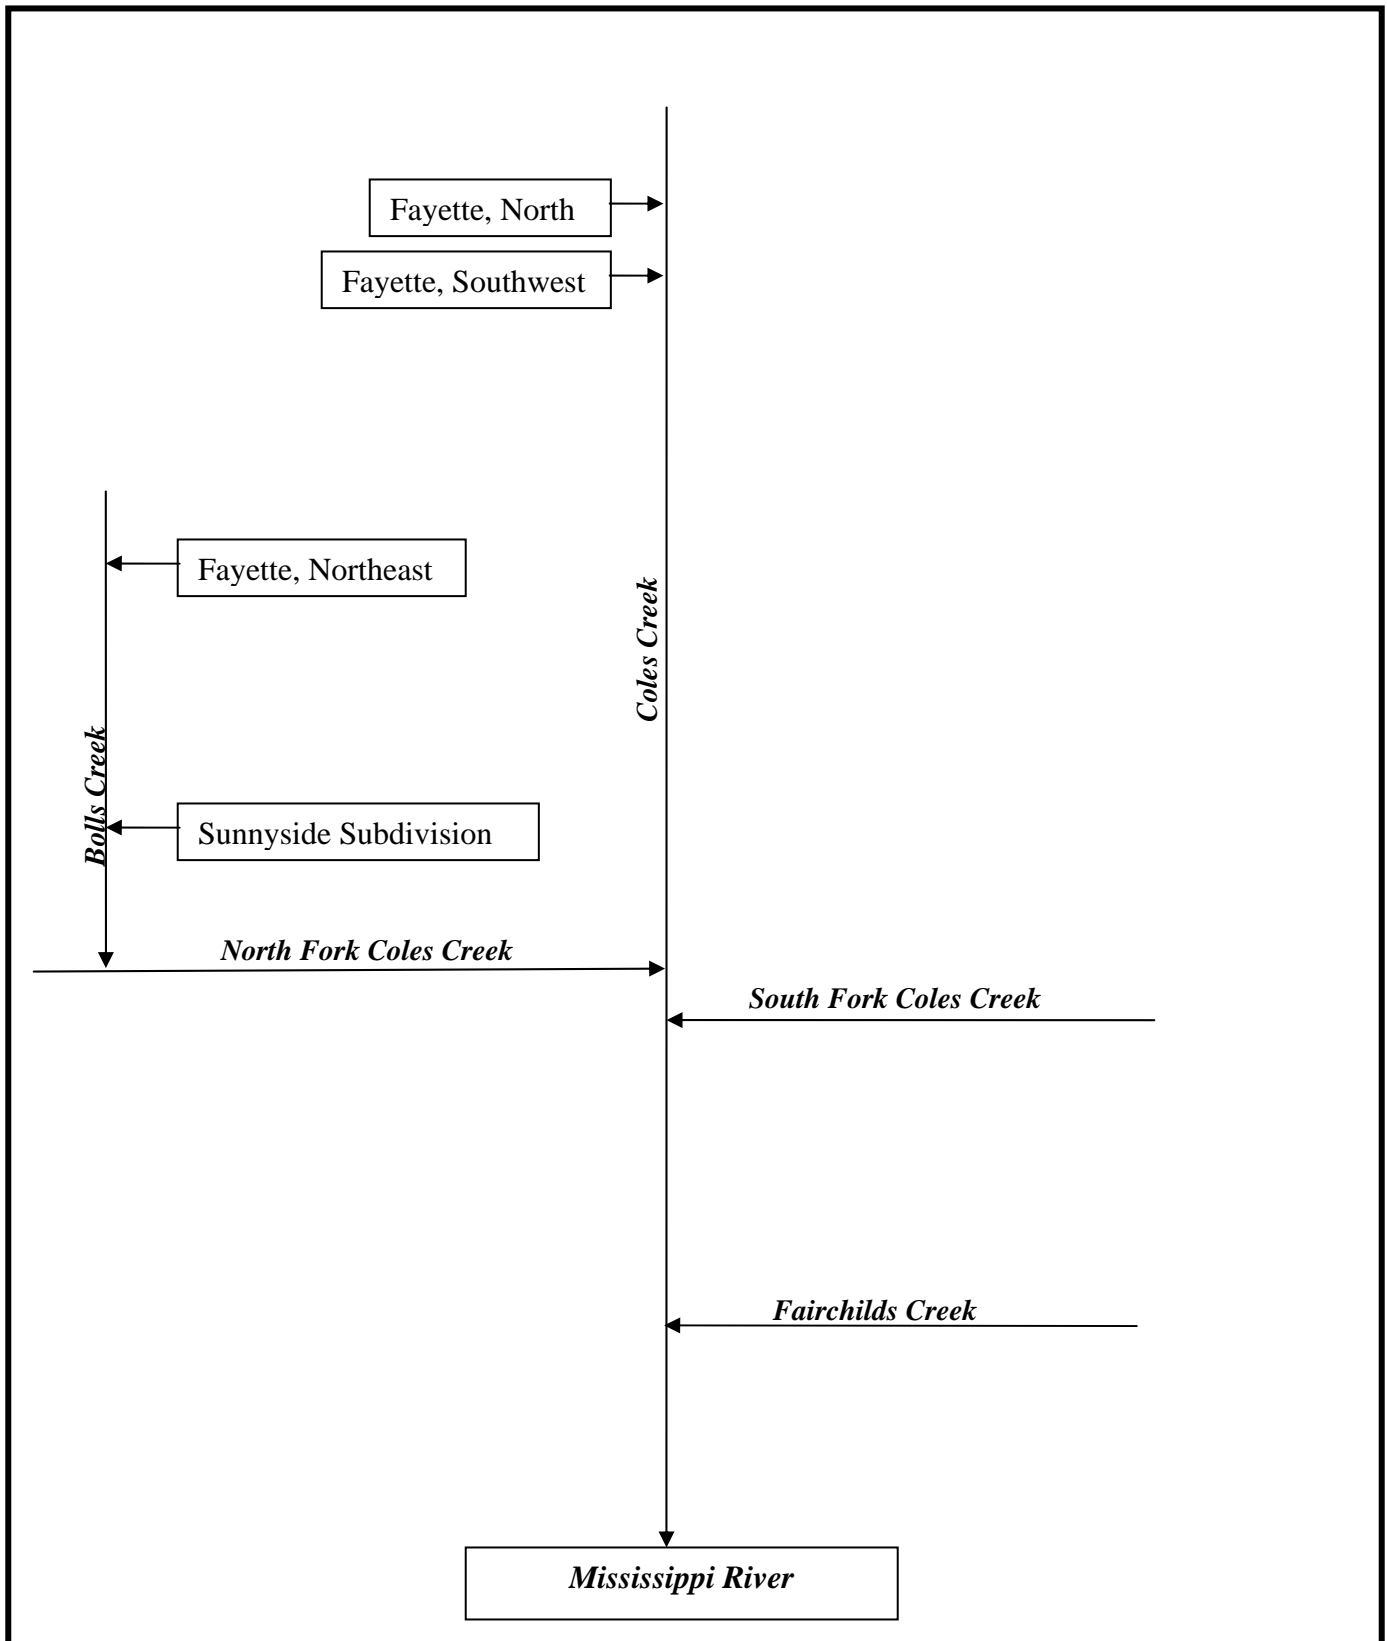 Fayette, North
Fayette, Southwest
Fayette, Northeast
Coles Creek
Bolls Creek
Sunnyside Subdivision
North Fork Coles Creek
South Fork Coles Creek
Fairchilds Creek
Mississippi River